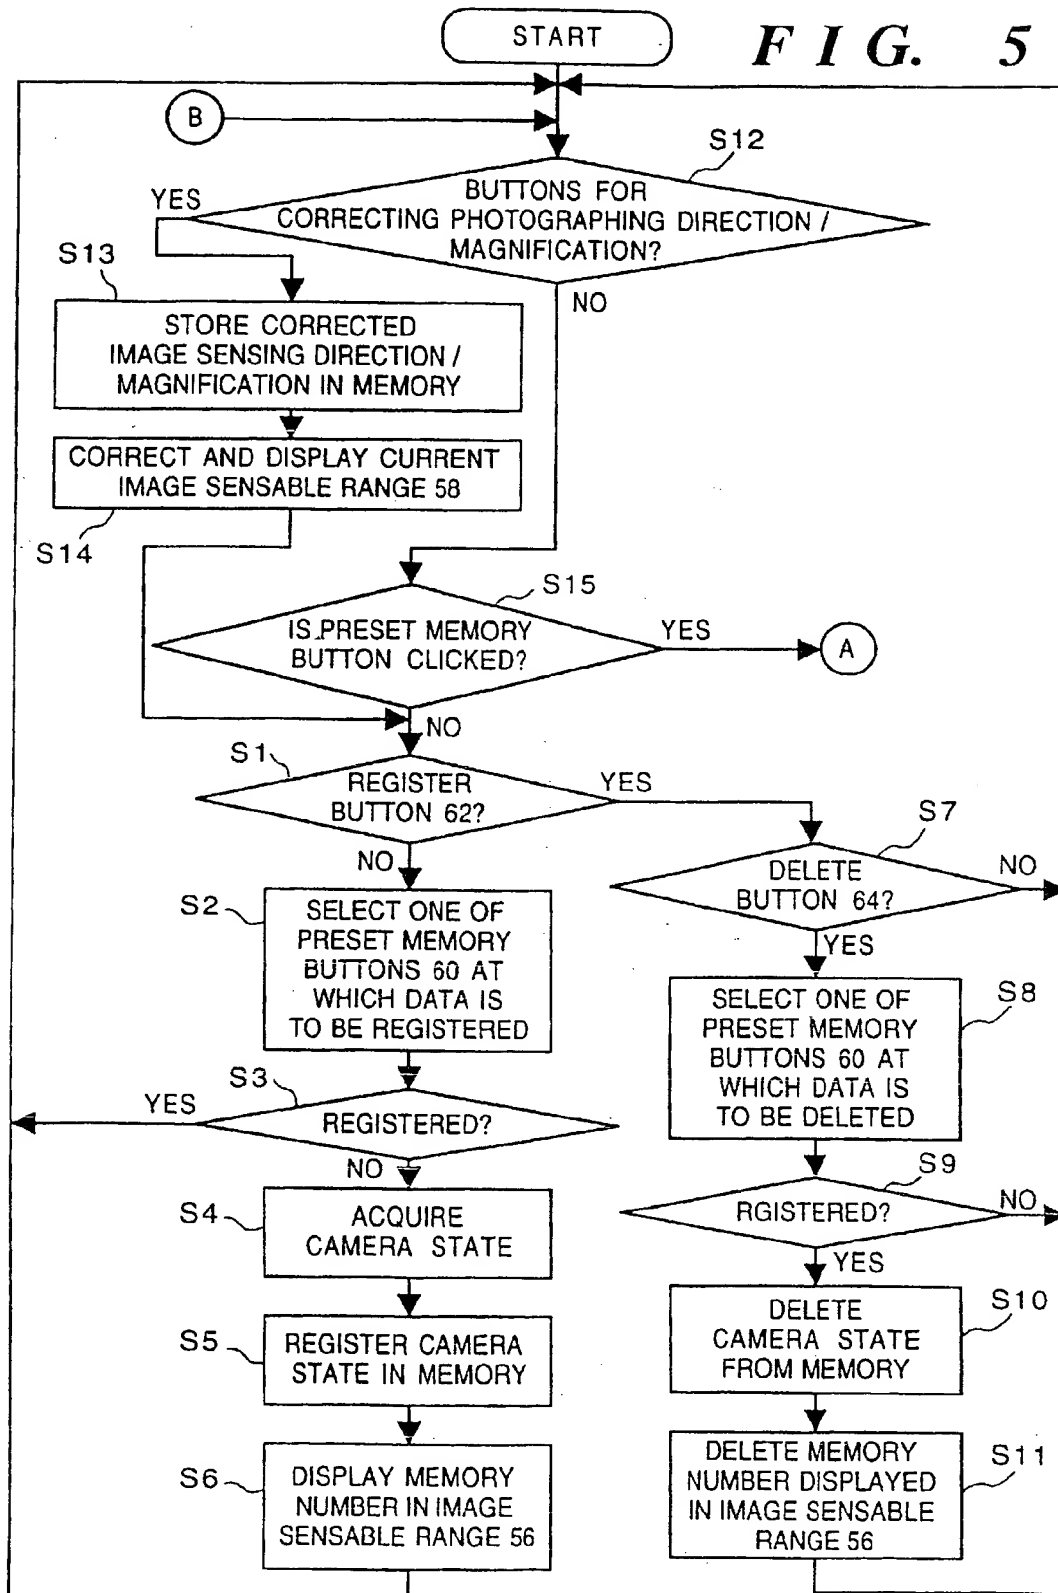 START
F I G. 5
B
S12
YES
BUTTONS FOR
CORRECTING PHOTOGRAPHING DIRECTION /
MAGNIFICATION?
NO
S13
STORE CORRECTED
IMAGE SENSING DIRECTION /
MAGNIFICATION IN MEMORY
CORRECT AND DISPLAY CURRENT
IMAGE SENSABLE RANGE 58
S14
S15
IS PRESET MEMORY
BUTTON CLICKED?
YES
A
NO
S1
REGISTER
BUTTON 62?
YES
NO
S7
DELETE
BUTTON 64?
NO
YES
S2
SELECT ONE OF
PRESET MEMORY
BUTTONS 60 AT
WHICH DATA IS
TO BE REGISTERED
S8
SELECT ONE OF
PRESET MEMORY
BUTTONS 60 AT
WHICH DATA IS
TO BE DELETED
S3
YES
REGISTERED?
NO
S9
RGISTERED?
NO
YES
S4
ACQUIRE
CAMERA STATE
S10
DELETE
CAMERA STATE
FROM MEMORY
S5
REGISTER CAMERA
STATE IN MEMORY
S6
DISPLAY MEMORY
NUMBER IN IMAGE
SENSABLE RANGE 56
S11
DELETE MEMORY
NUMBER DISPLAYED
IN IMAGE SENSABLE
RANGE 56